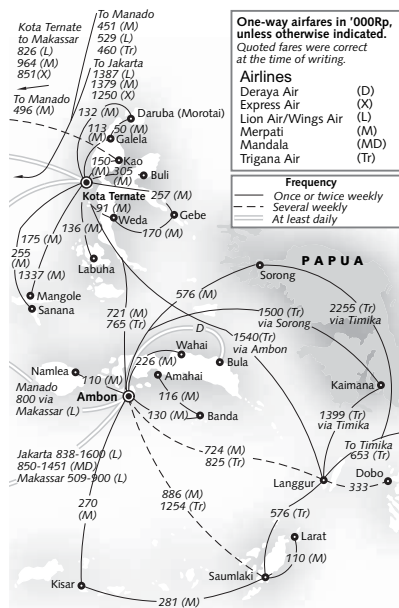 To Manado
451 (M)
529 (L)
460 (Tr)
To Jakarta
1387 (L)
1379 (M)
1250 (X)
Kota Ternate
to Makassar
826 (L)
964 (M)
851(X)
To Manado
496 (M)
One-way airfares in '000Rp,
unless otherwise indicated.
Quoted fares were correct
at the time of writing.
Airlines
Deraya Air (D)
Express Air (X)
Lion Air/Wings Air (L)
Merpati (M)
Mandala (MD)
Trigana Air (Tr)
Frequency
Once or twice weekly
Several weekly
At least daily
132 (M)
Daruba (Morotai)
113
(M)
50 (M)
Galela
150
(M)
Kao
305
(M)
Buli
Kota Ternate
257 (M)
91 (M)
Weda
Gebe
170 (M)
136 (M)
175 (M)
255
(M)
1337 (M)
Labuha
Mangole
Sanana
PAPUA
Sorong
576 (M)
721 (M)
765 (Tr)
1500 (Tr)
via Sorong
2255 (Tr)
via Timika
1540(Tr)
via Ambon
D
Wahai
226 (M)
Bula
Namlea
110 (M)
Amahai
Manado
800 via
Makassar (L)
Ambon
116 (M)
130 (M)
Banda
Kaimana
1399 (Tr)
via Timika
To Timika
653 (Tr)
Jakarta 838-1600 (L)
850-1451 (MD)
Makassar 509-900 (L)
724 (M)
825 (Tr)
Langgur
Dobo
333
270
(M)
886 (M)
1254 (Tr)
576 (Tr)
Larat
110 (M)
Saumlaki
Kisar
281 (M)